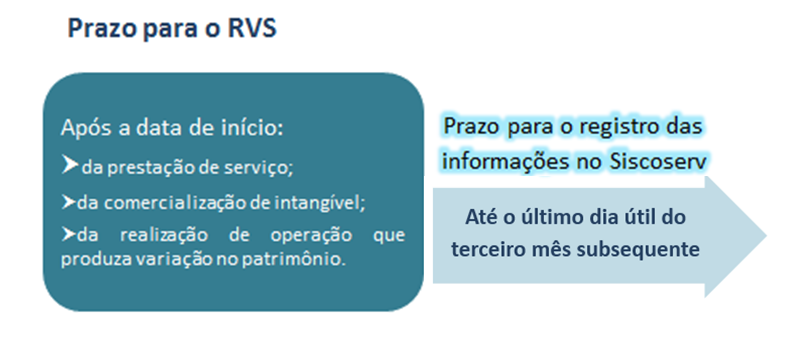 Prazo para o RVS
Após a data de início:
➤da prestação de serviço;
➤da comercialização de intangível;
➤da realização de operação que
produza variação no patrimônio.
Prazo para o registro das
informações no Siscoserv
Até o último dia útil do
terceiro mês subsequente